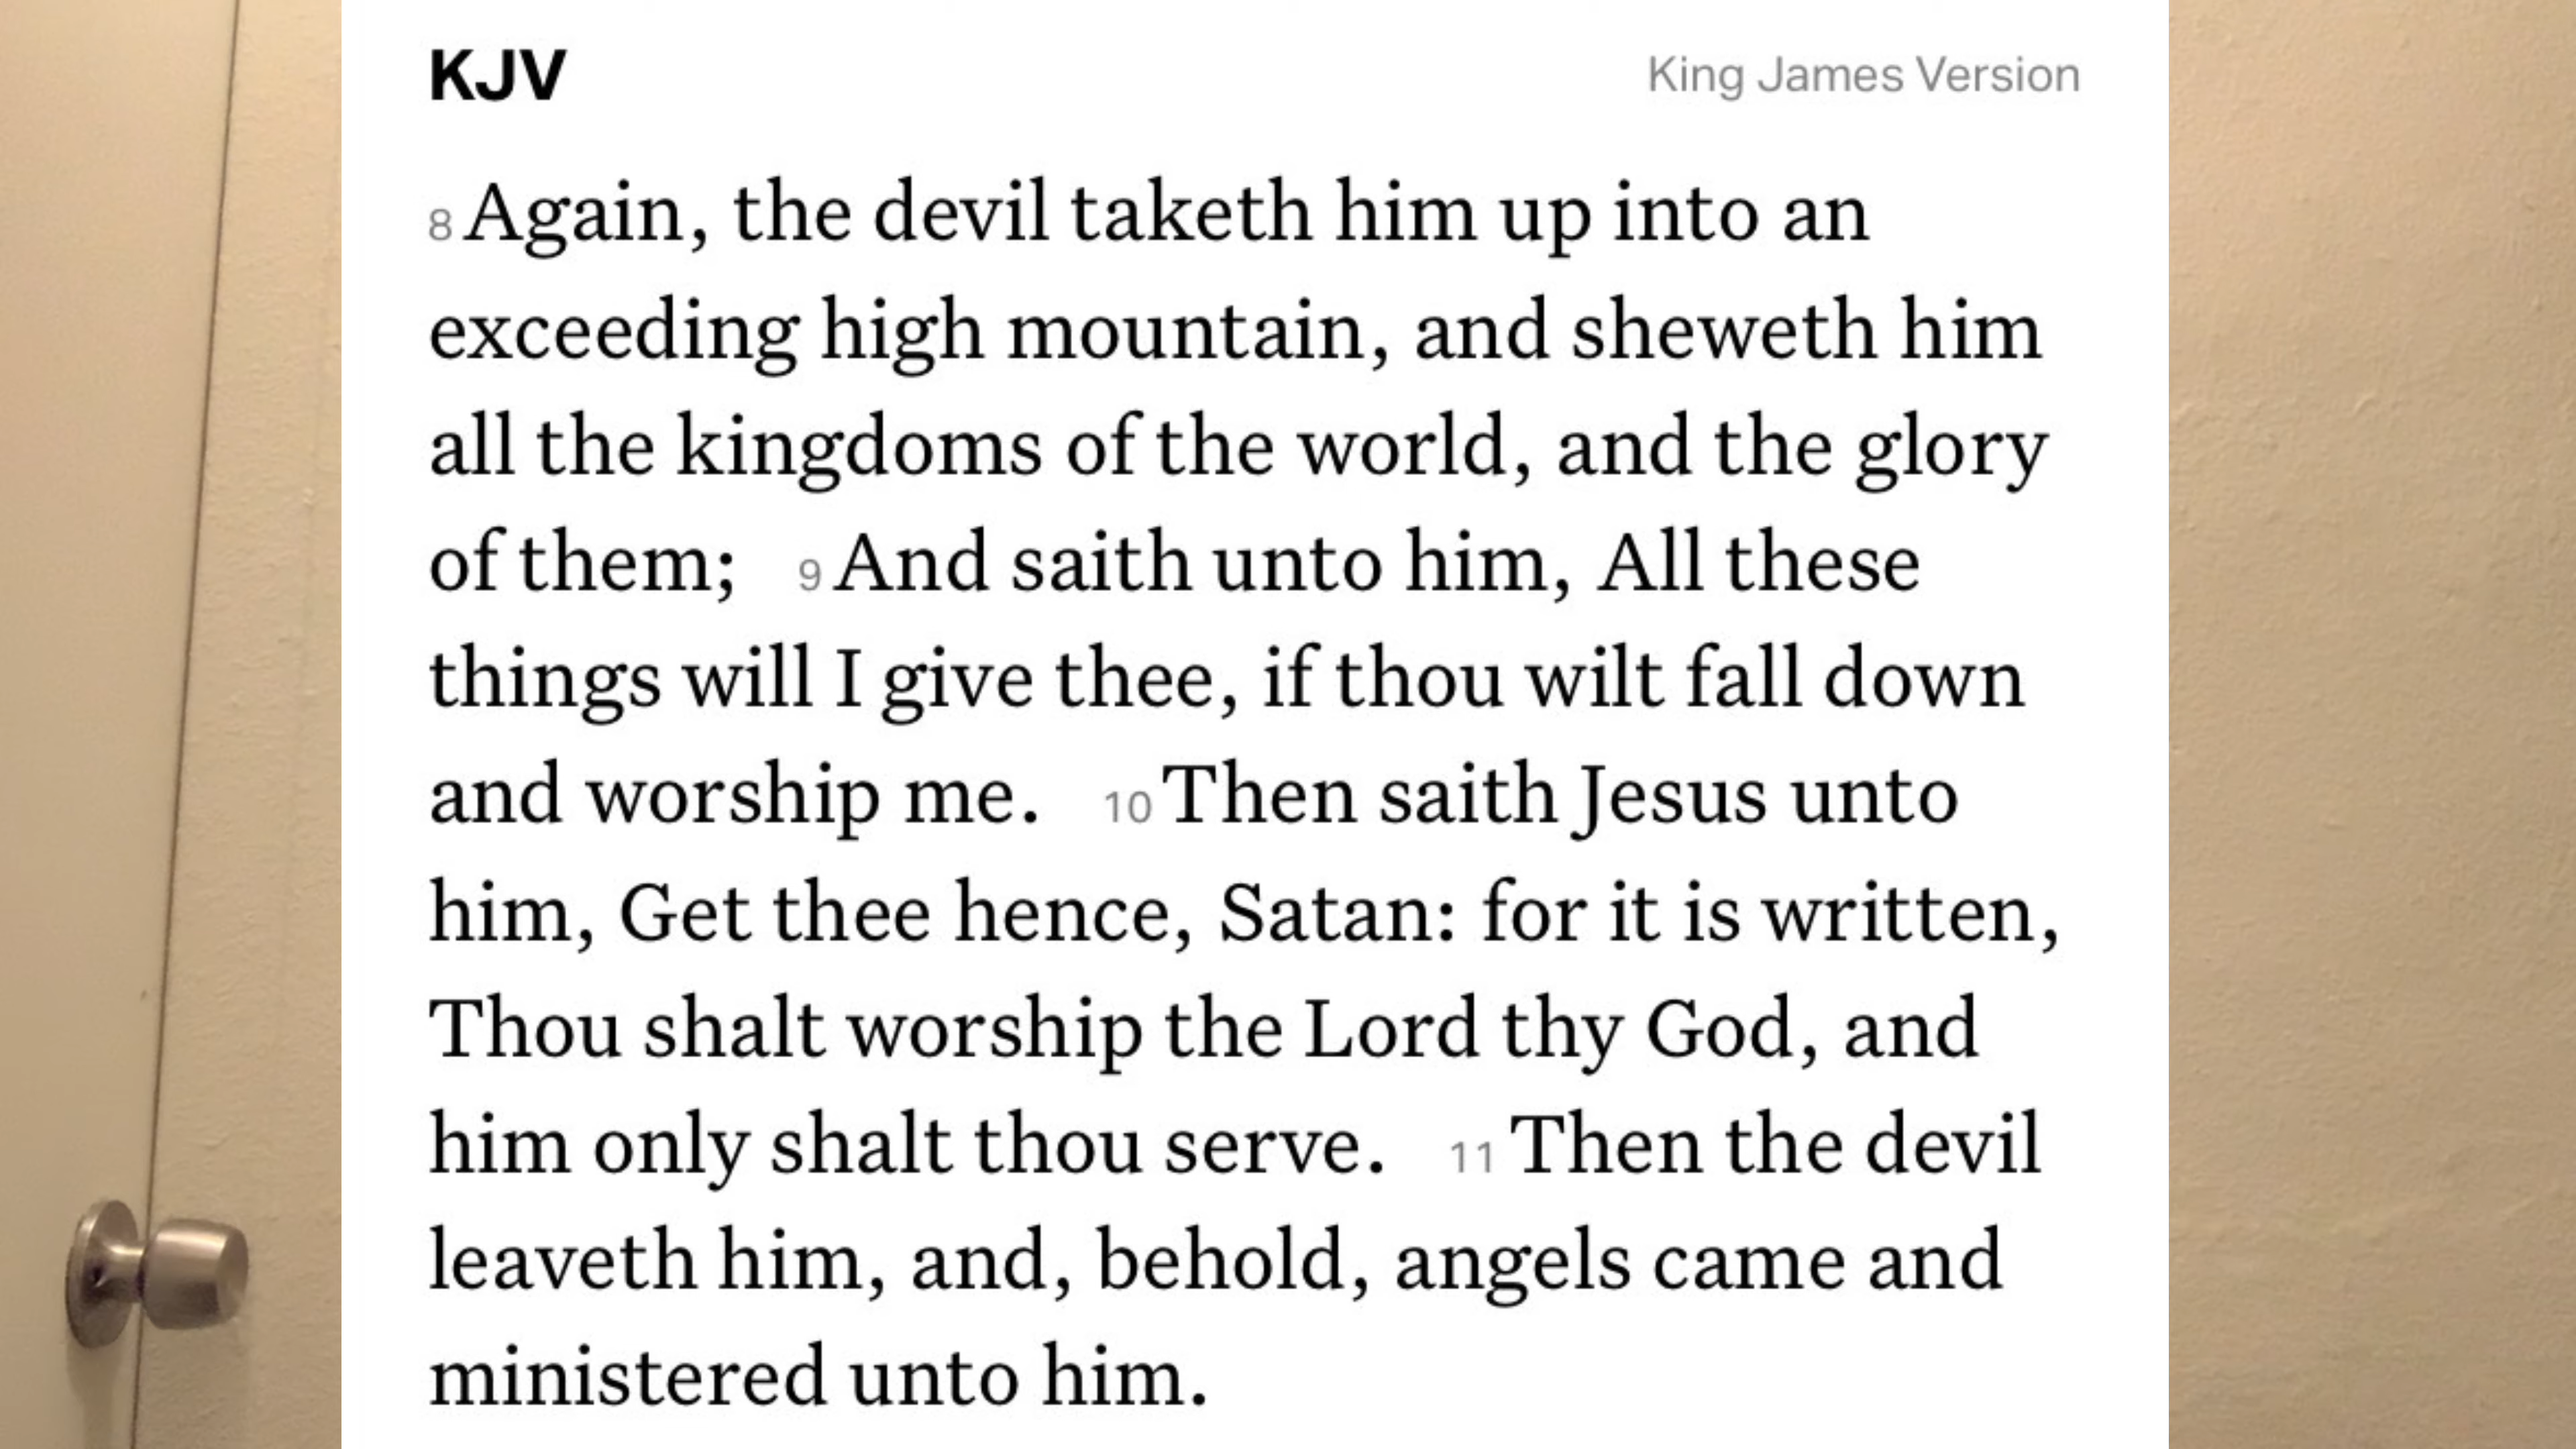 KJV King James Version
8 Again, the devil taketh him up into an
exceeding high mountain, and sheweth him
all the kingdoms of the world, and the glory
of them; 9 And saith unto him, All these
things will I give thee, if thou wilt fall down
and worship me. 10 Then saith Jesus unto
him, Get thee hence, Satan: for it is written,
Thou shalt worship the Lord thy God, and
him only shalt thou serve. 11 Then the devil
leaveth him, and, behold, angels came and
ministered unto him.